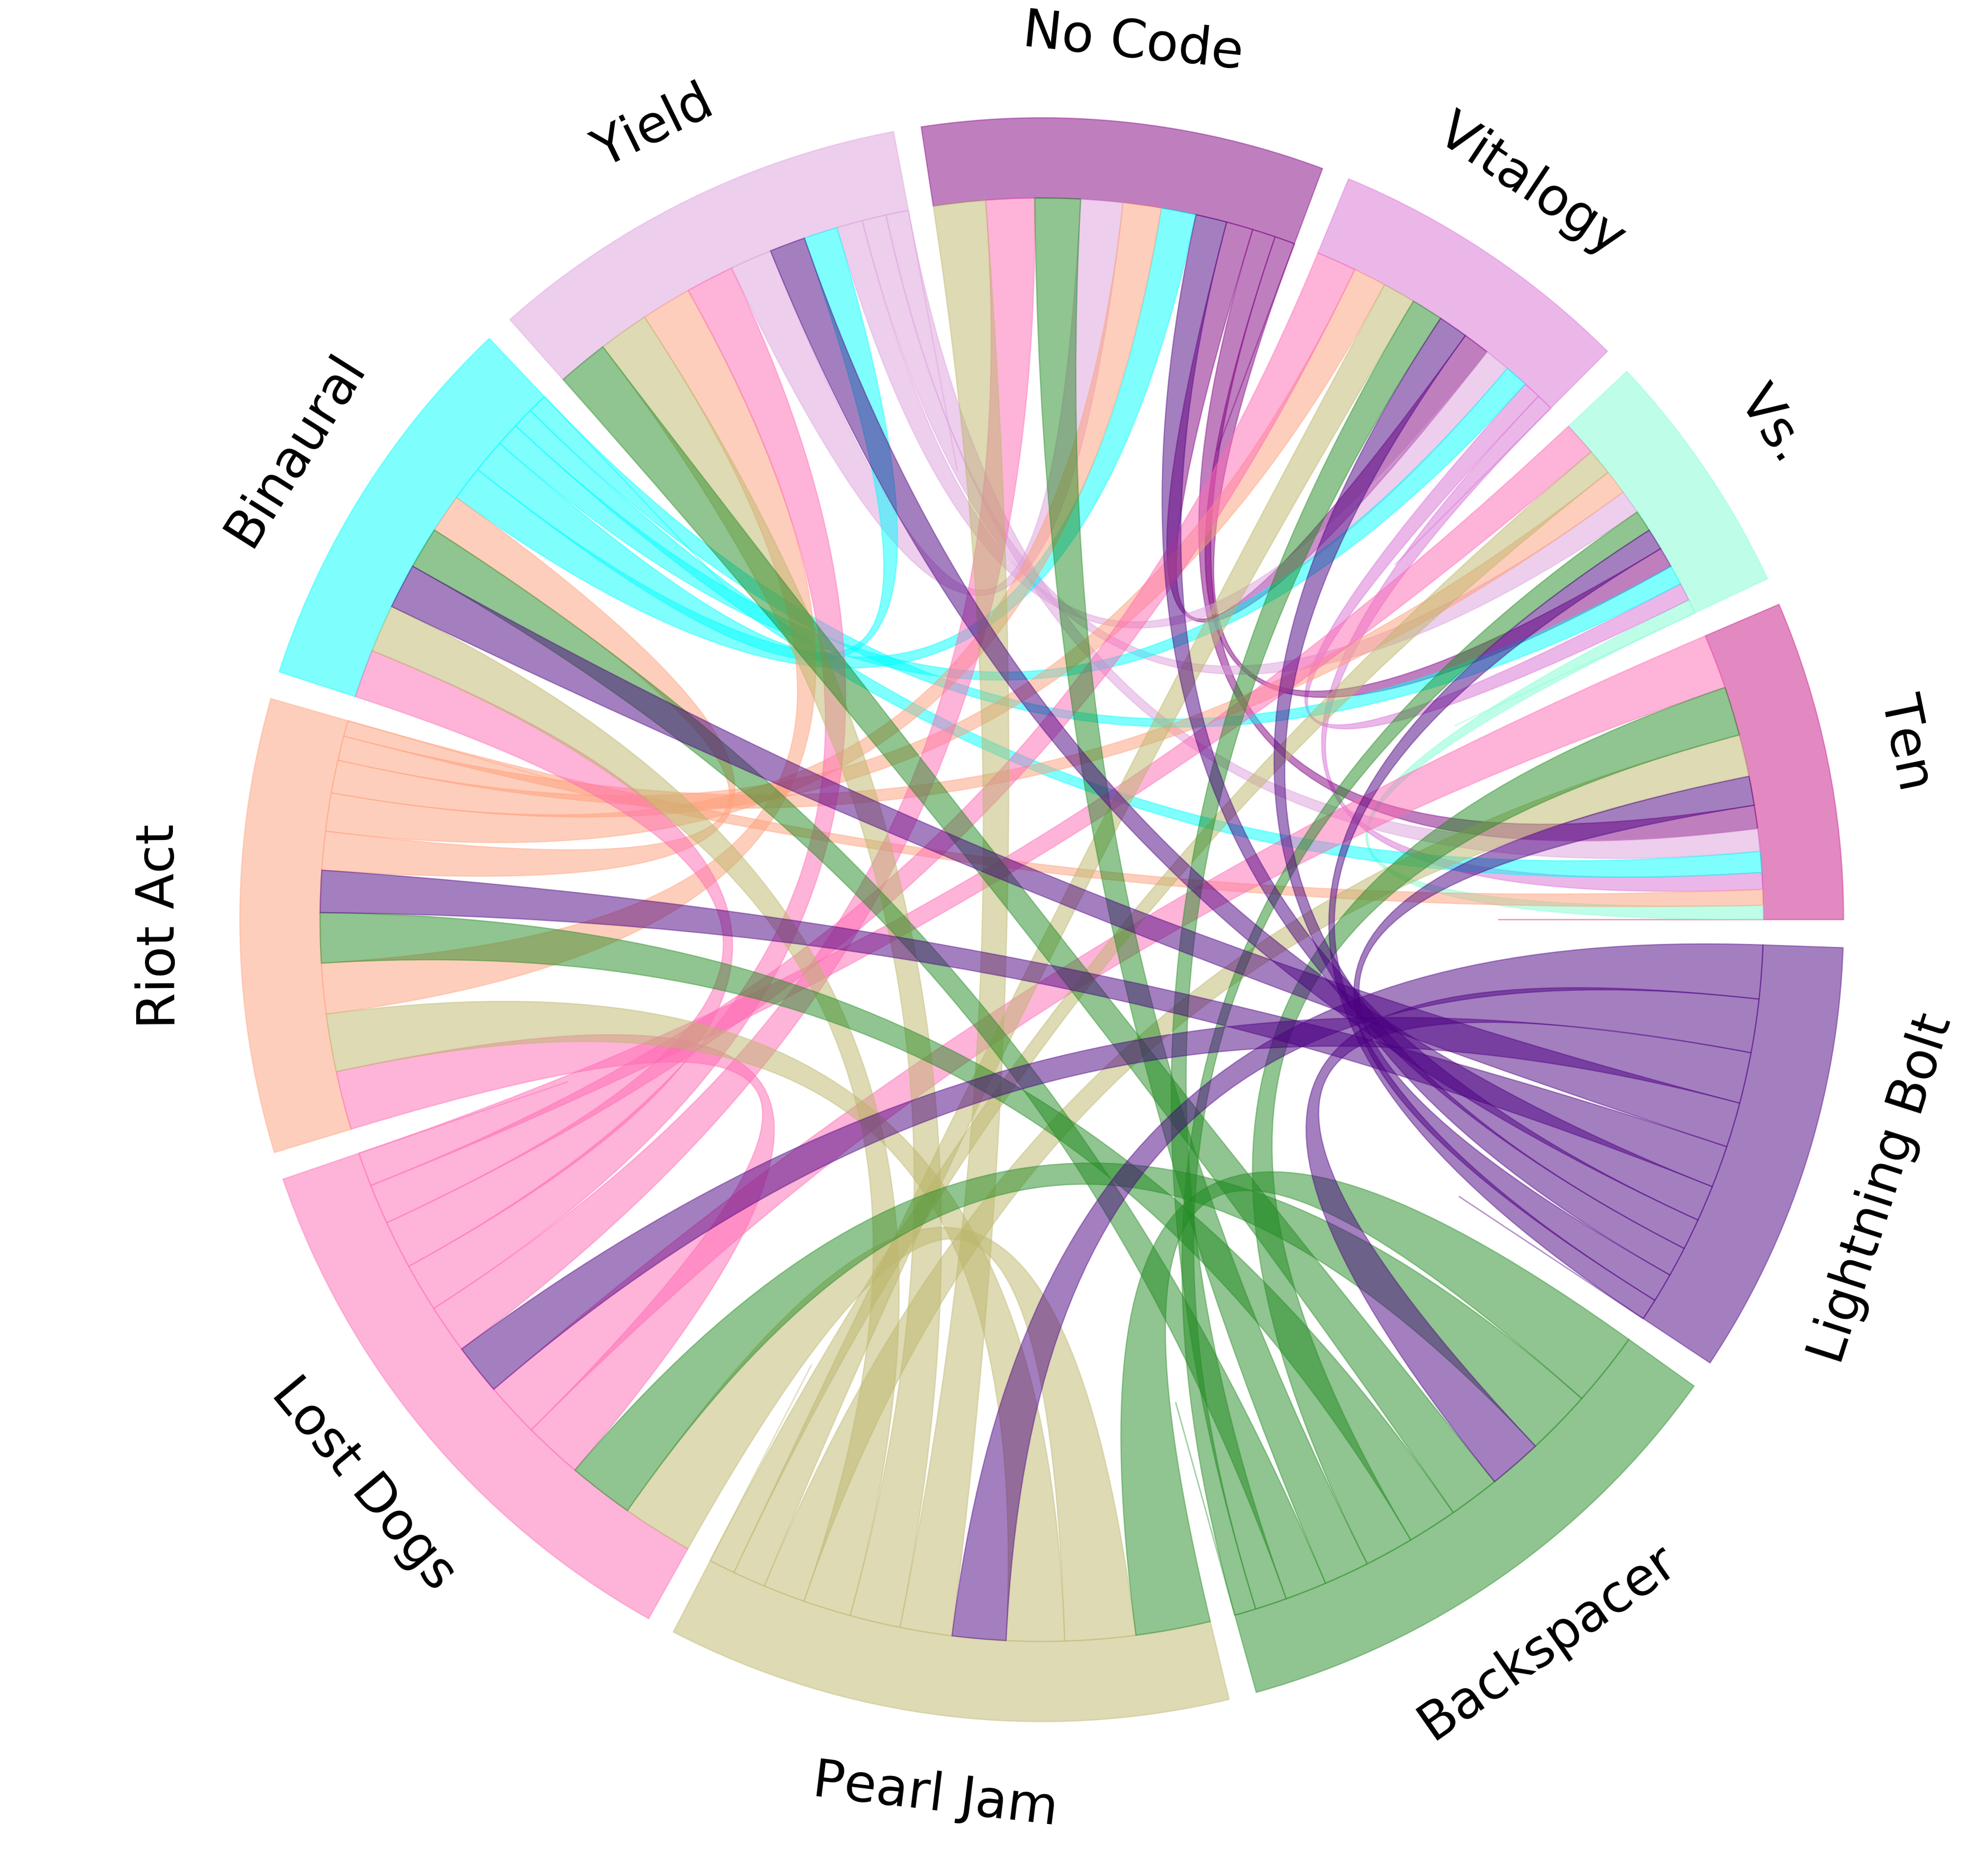 No Code
Yield
Vitalogy
Binaural
Vs.
Ten
Riot Act
Lightning Bolt
Lost Dogs
Backspacer
Pearl Jam